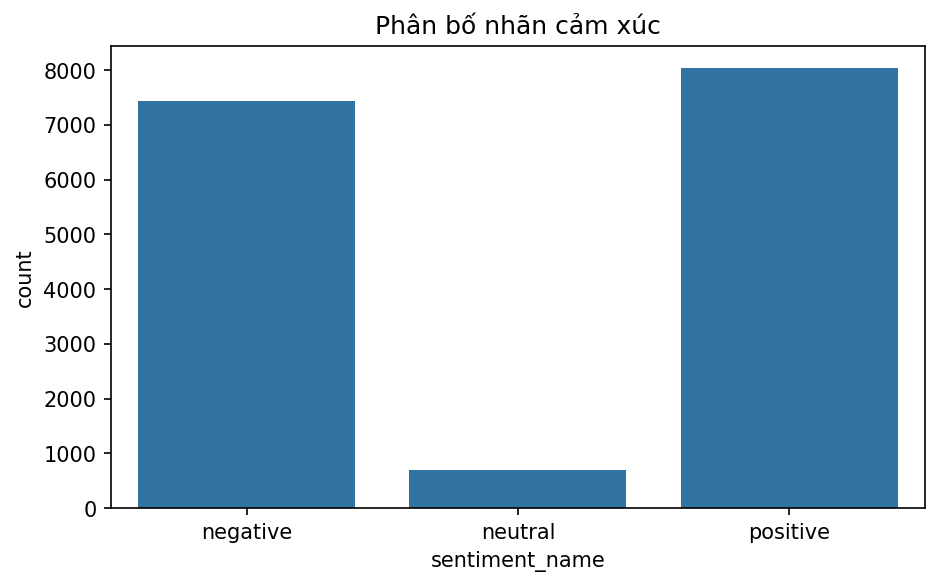 Phân bố nhãn cảm xúc
8000
7000
6000
5000
4000
3000
2000
1000
0
count
negative neutral positive
sentiment_name